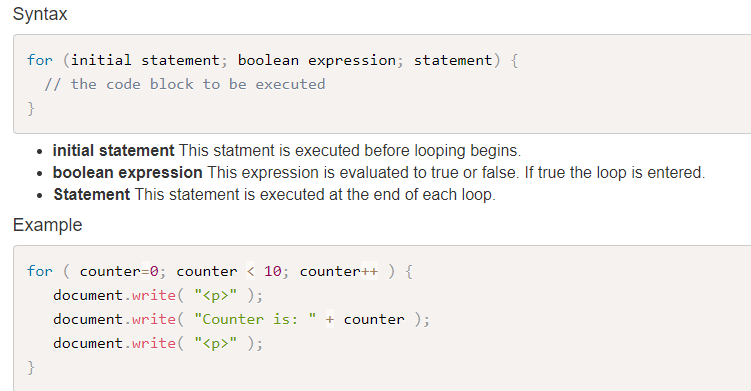 Syntax
for (initial statement; boolean expression; statement) {
// the code block to be executed
}
initial statement This statment is executed before looping begins.
boolean expression This expression is evaluated to true or false. If true the loop is entered.
Statement This statement is executed at the end of each loop.
Example
for ( counter=0; counter < 10; counter++ ) {
document.write( "<p>" );
document.write( "Counter is: " + counter );
document.write( "<p>" );
}